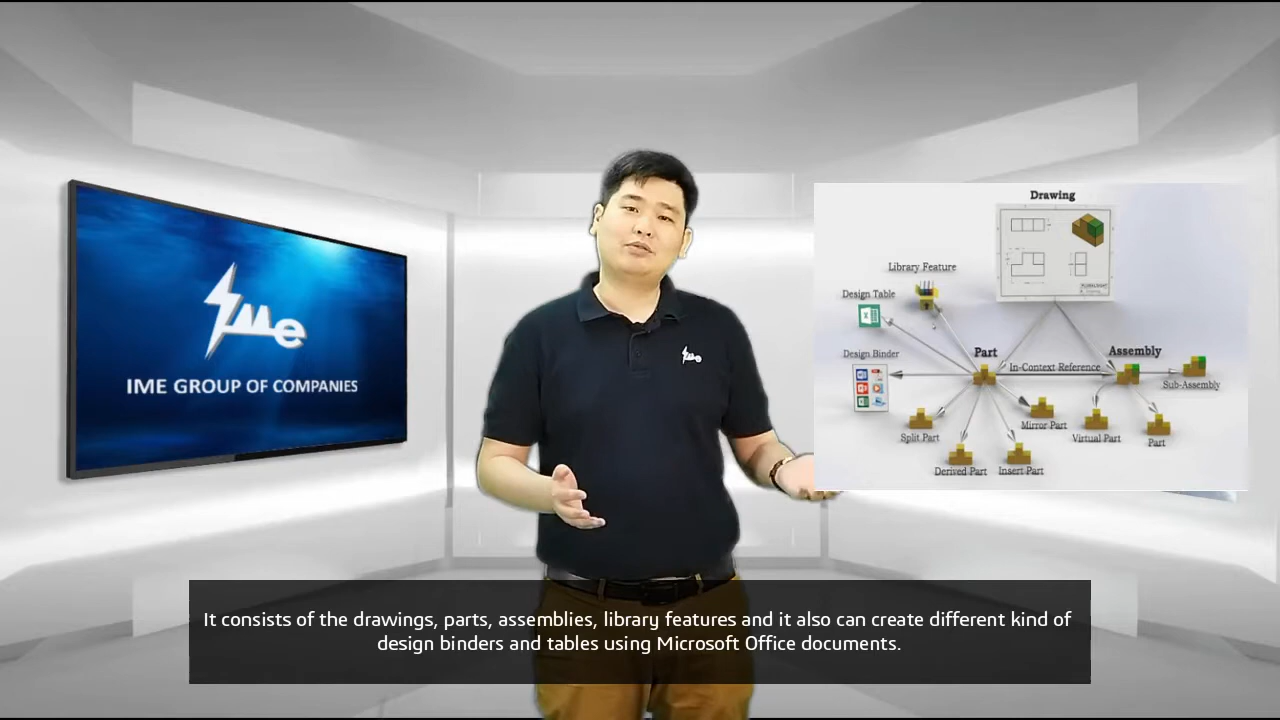 ime
IME GROUP OF COMPANIES
ime
Drawing
Library Feature
Design Table
Design Binder
Part
In-Context Reference
Assembly
Sub-Assembly
Split Part
Mirror Part
Virtual Part
Part
Derived Part
Insert Part
It consists of the drawings, parts, assemblies, library features and it also can create different kind of
design binders and tables using Microsoft Office documents.